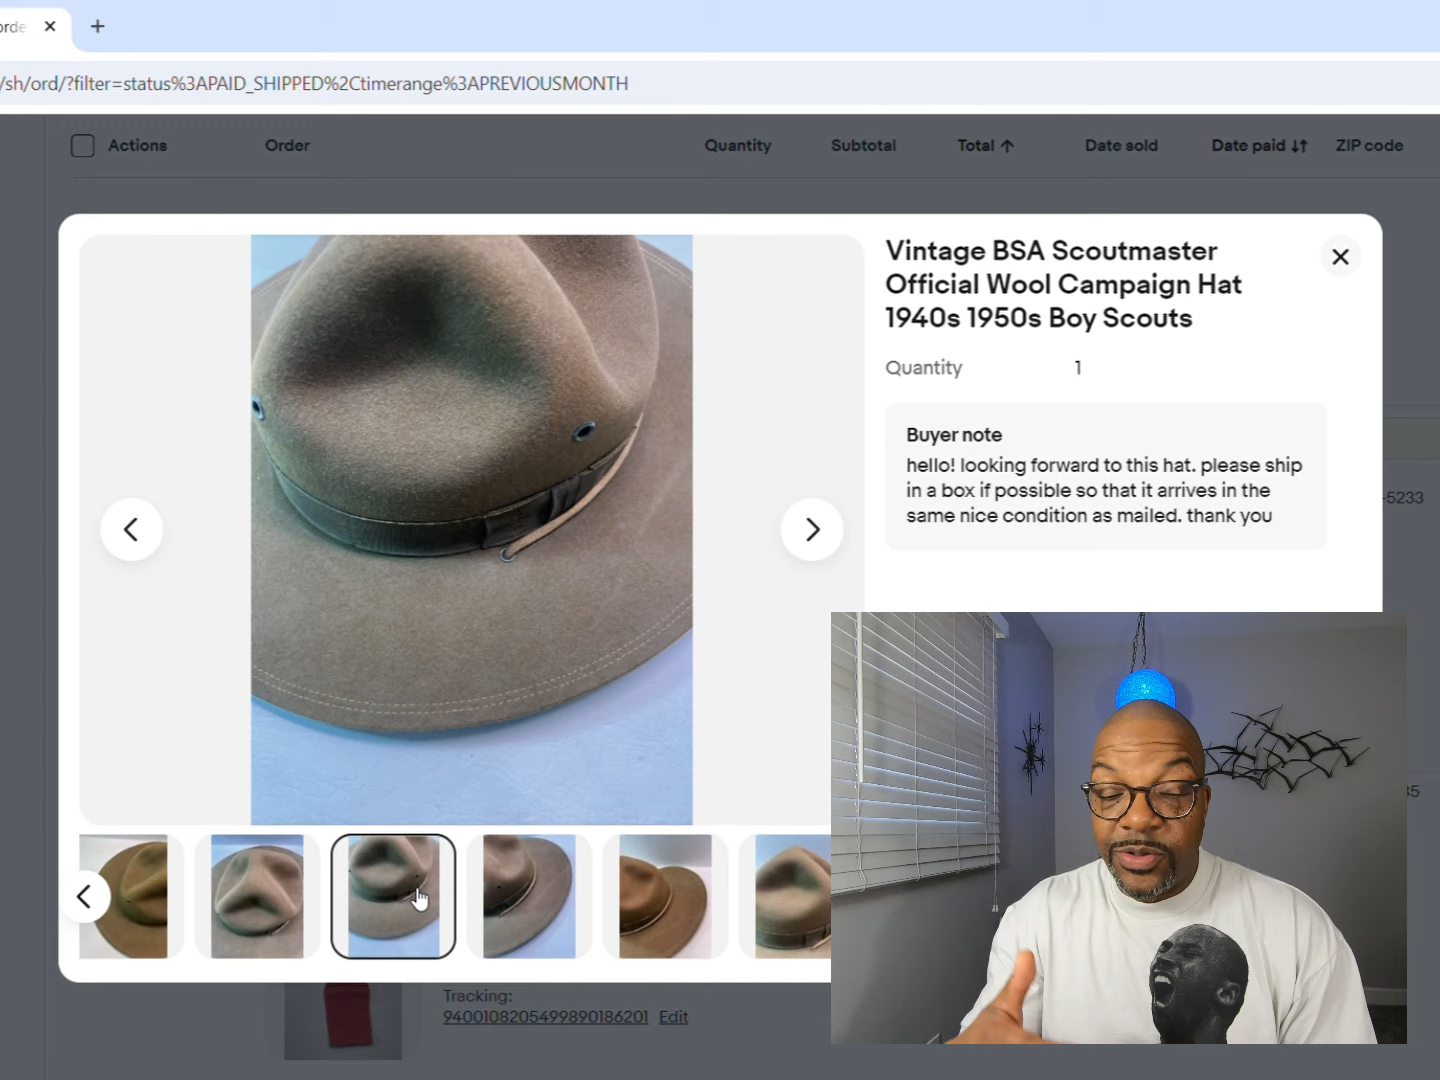 orde
/sh/ord/?filter=status%3APAID_SHIPPED%2Ctimerange%3APREVIOUSMONTH
Actions Order Quantity Subtotal Total Date sold Date paid ZIP code
Vintage BSA Scoutmaster
Official Wool Campaign Hat
1940s 1950s Boy Scouts
Quantity 1
Buyer note
hello! looking forward to this hat. please ship
in a box if possible so that it arrives in the
same nice condition as mailed. thank you
-5233
35
Tracking:
9400108205499890186201 Edit